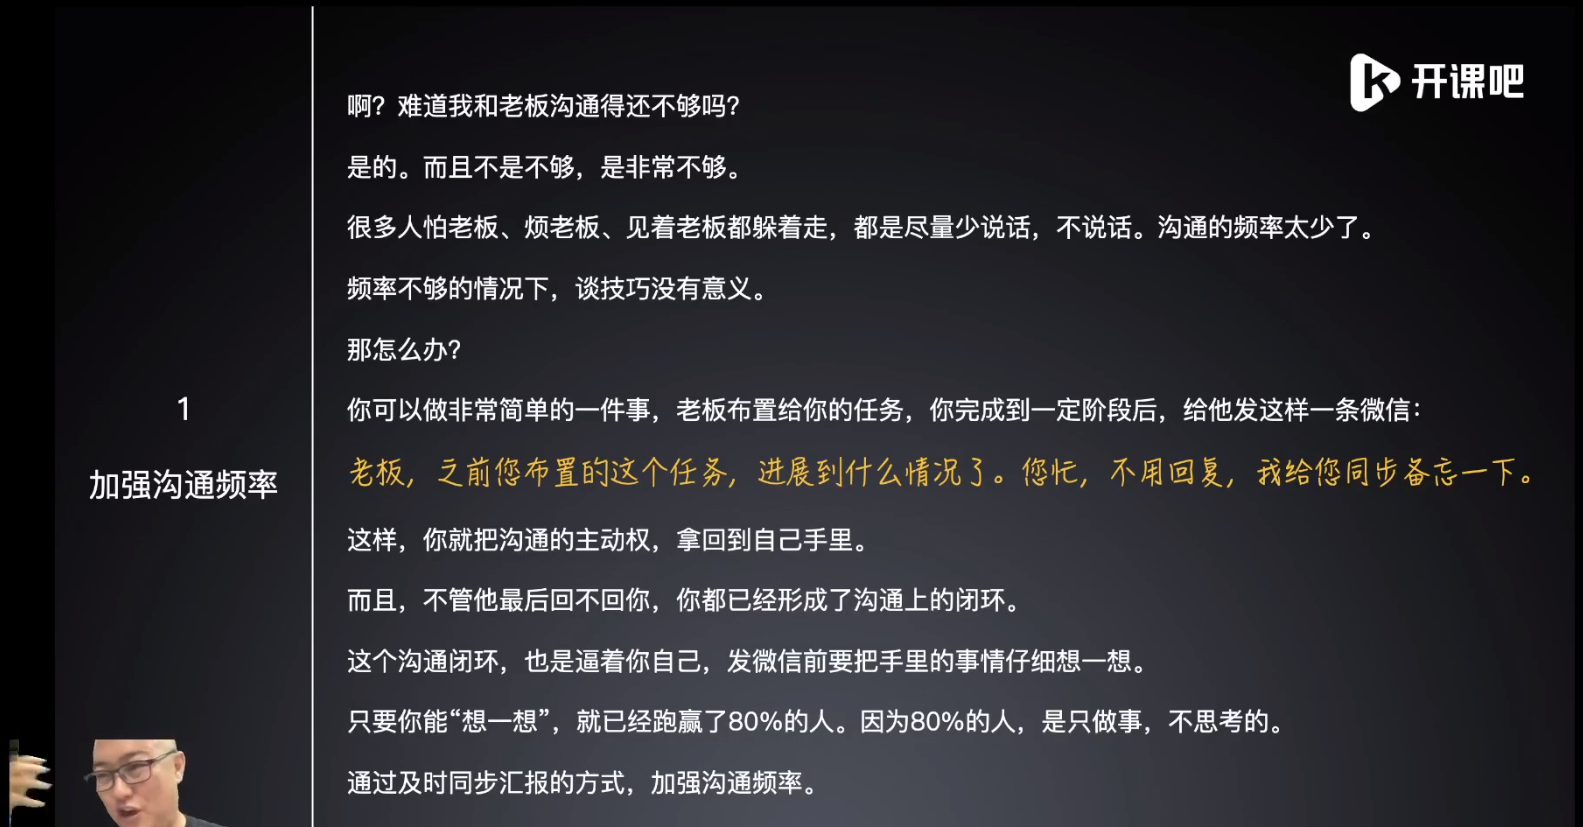 开课吧
啊？难道我和老板沟通得还不够吗？
是的。而且不是不够，是非常不够。
很多人怕老板、烦老板、见着老板都躲着走，都是尽量少说话，不说话。沟通的频率太少了。
频率不够的情况下，谈技巧没有意义。
那怎么办？
1
加强沟通频率
你可以做非常简单的一件事，老板布置给你的任务，你完成到一定阶段后，给他发这样一条微信：
老板，之前您布置的这个任务，进展到什么情况了。您忙，不用回复，我给您同步备忘一下。
这样，你就把沟通的主动权，拿回到自己手里。
而且，不管他最后回不回你，你都已经形成了沟通上的闭环。
这个沟通闭环，也是逼着你自己，发微信前要把手里的事情仔细想一想。
只要你能“想一想”，就已经跑赢了80%的人。因为80%的人，是只做事，不思考的。
通过及时同步汇报的方式，加强沟通频率。